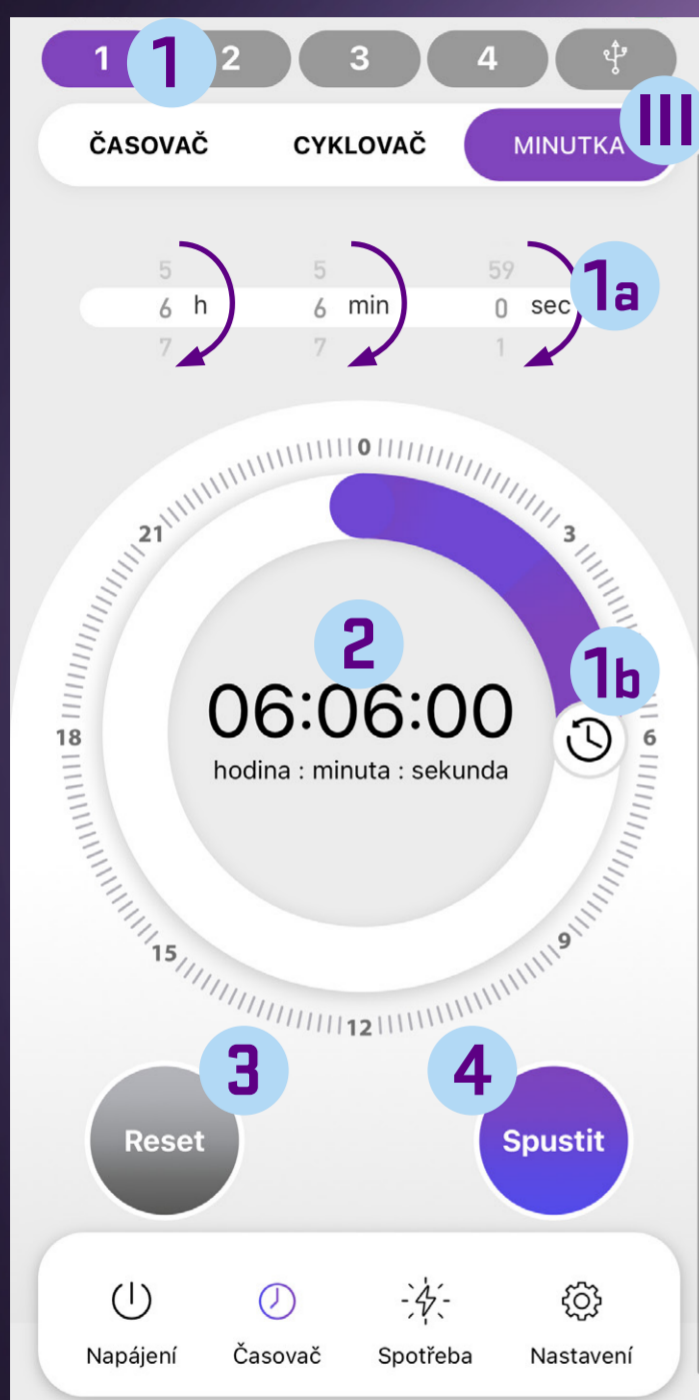 1 1 2 3 4
ČASOVAČ CYKLOVAČ MINUTKA III
5 5 59
6 h 6 min 0 sec 1a
7 7 1
0
21 3
2
1b
06:06:00
18 6
hodina : minuta : sekunda
15 9
12
3 4
Reset Spustit
Napájení Časovač Spotřeba Nastavení